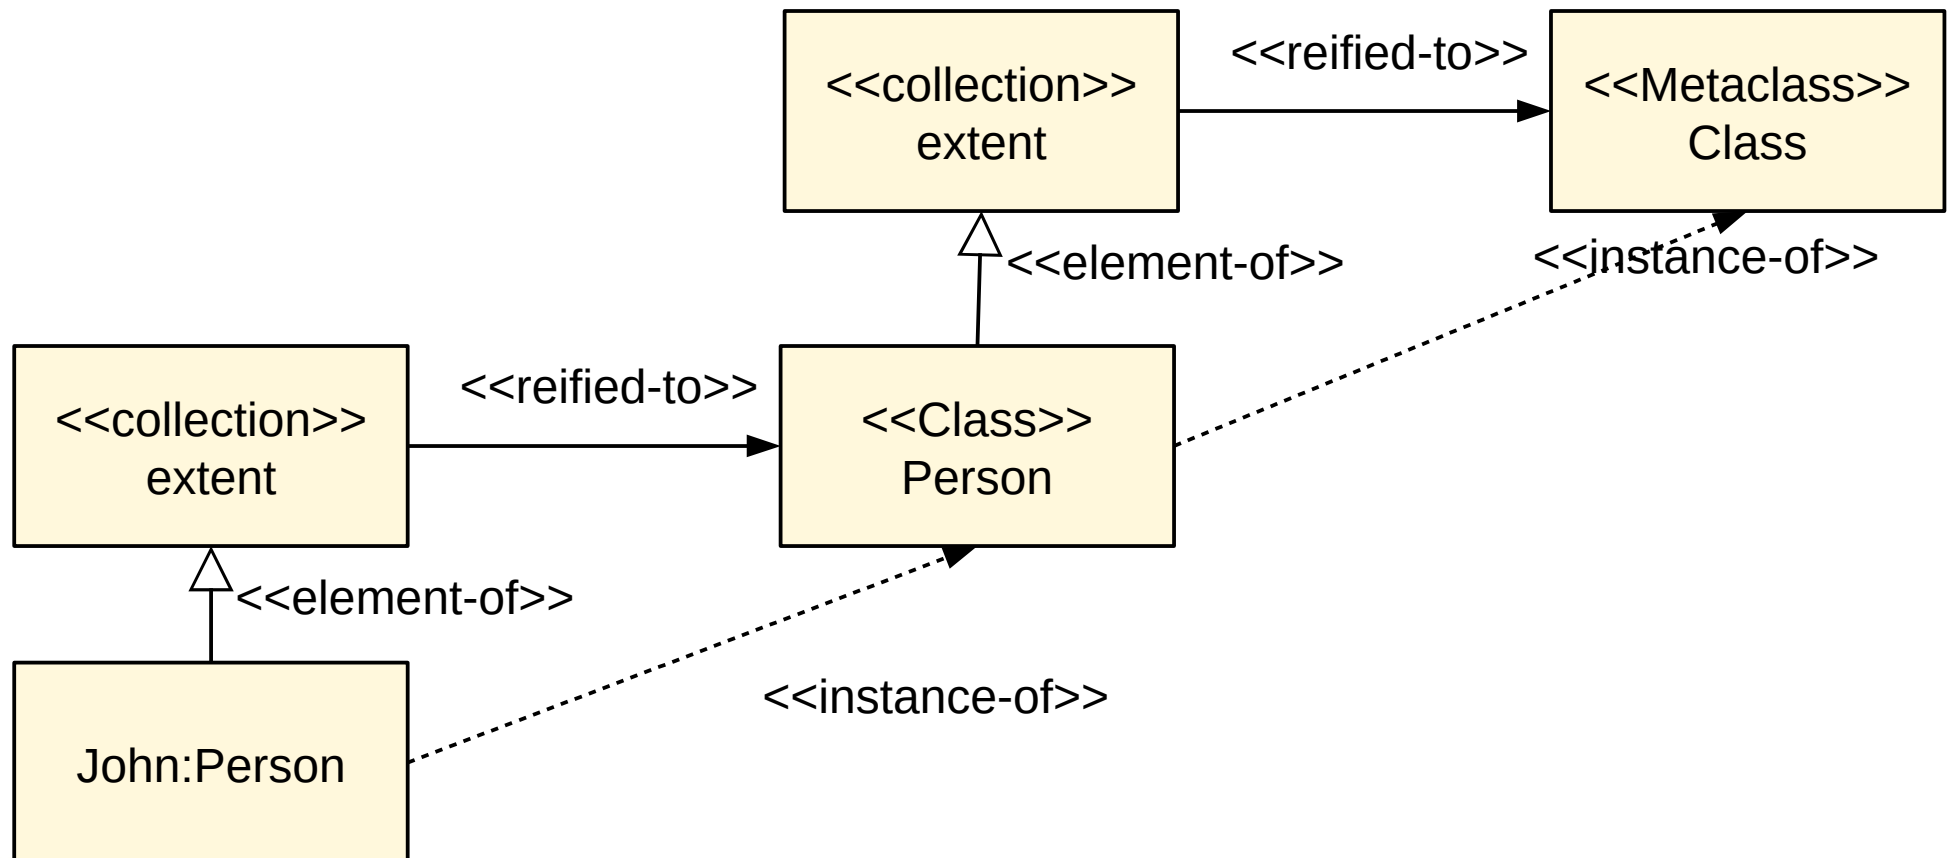 <<collection>>
extent
<<reified-to>>
<<Metaclass>>
Class
<<element-of>>
<<instance-of>>
<<collection>>
extent
<<reified-to>>
<<Class>>
Person
<<element-of>>
<<instance-of>>
John:Person